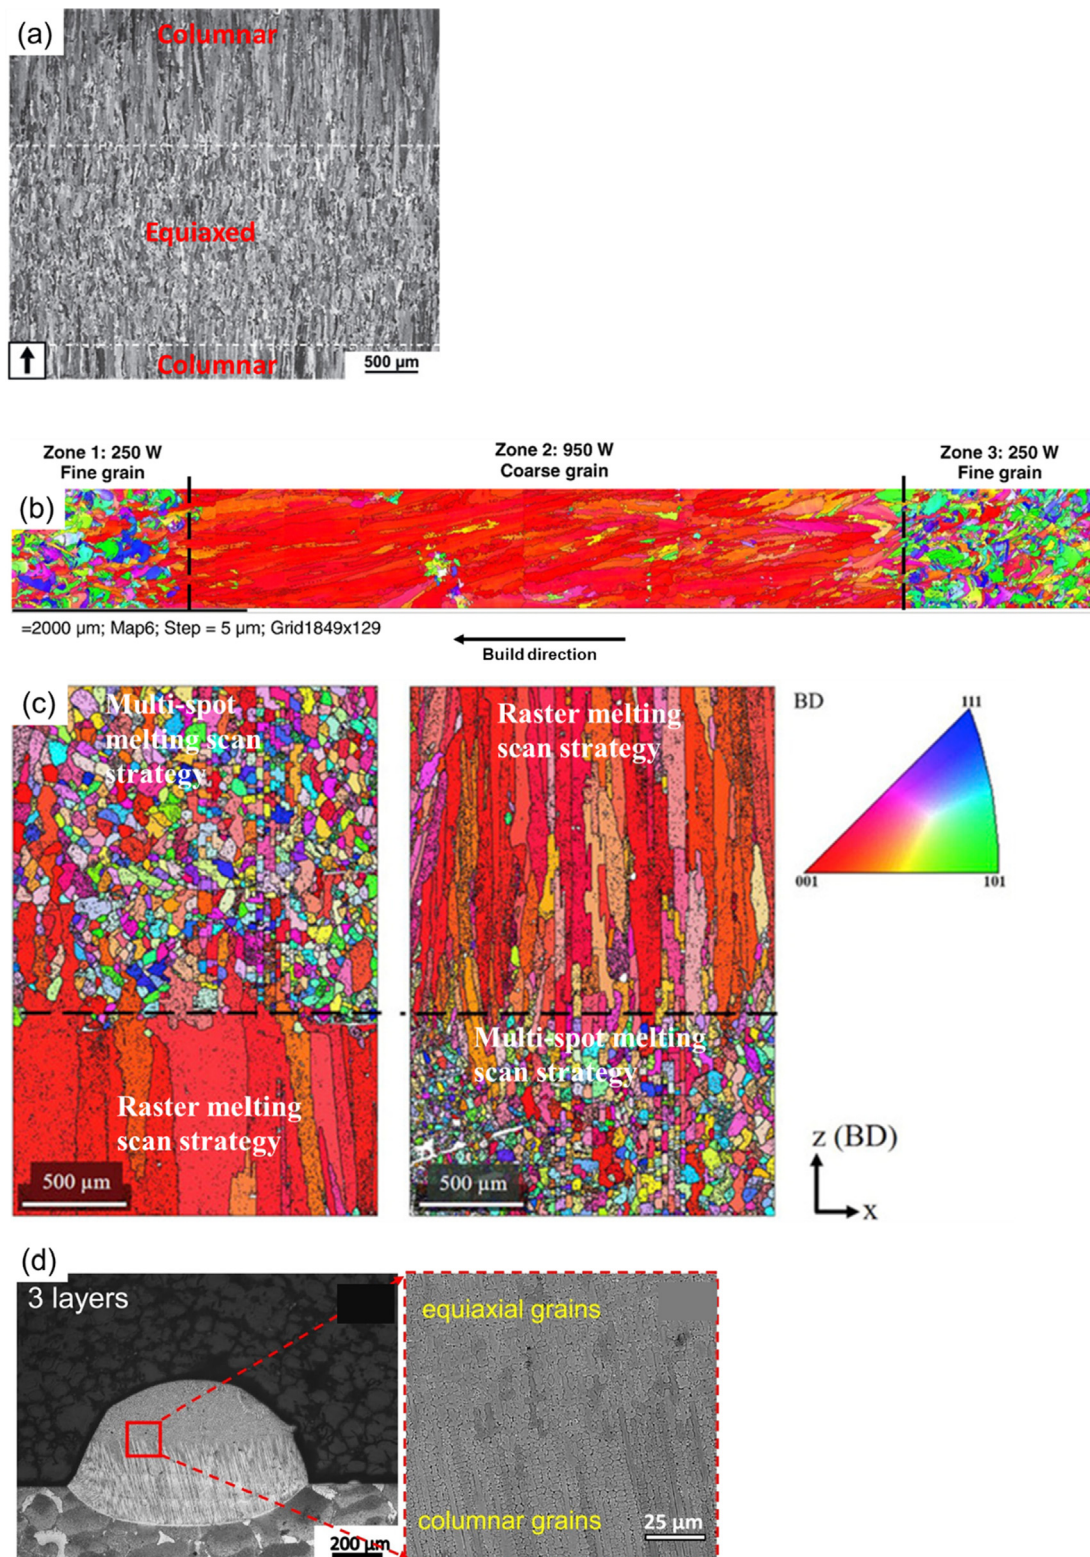 (a)
Columnar
Equiaxed
Columnar
500 µm
Zone 1: 250 W
Fine grain
Zone 2: 950 W
Coarse grain
Zone 3: 250 W
Fine grain
(b)
=2000 µm; Map6; Step = 5 µm; Grid1849x129
Build direction
(c)
Multi-spot
melting scan
strategy
Raster melting
scan strategy
500 µm
Raster melting
scan strategy
Multi-spot melting
scan strategy
500 µm
BD
111
001
101
z (BD)
x
(d)
3 layers
200 µm
equiaxial grains
columnar grains
25 µm